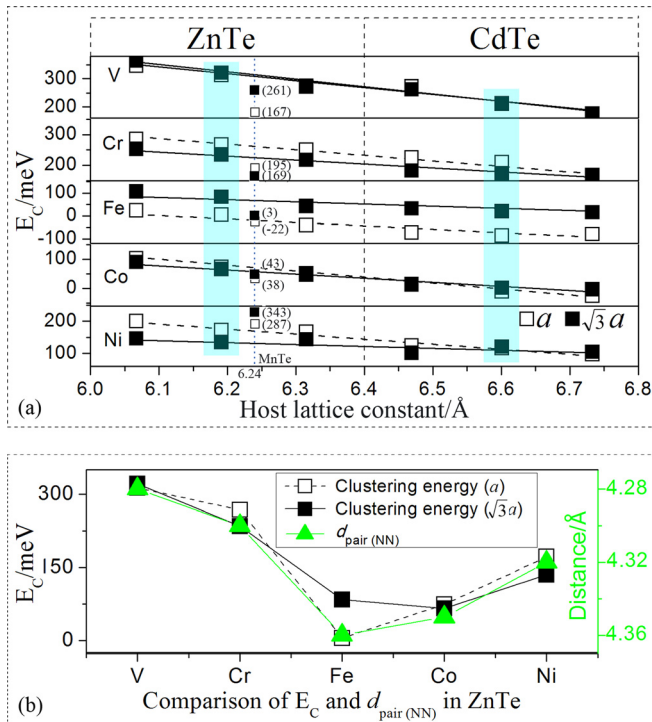 ZnTe CdTe
V
300
200
(261)
(167)
Cr
300
200
(195)
(169)
Fe
100
0
-100
(3)
(-22)
Co
100
0
(43)
(38)
Ni
200
100
(343)
(287)
MnTe
6.24
□a ■√3 a
E_C/meV
6.0 6.1 6.2 6.3 6.4 6.5 6.6 6.7 6.8
(a) Host lattice constant/Å
Clustering energy (a)
Clustering energy (√3a)
d_pair (NN)
300
150
0
E_C/meV
-4.28
-4.32
-4.36
Distance/Å
V Cr Fe Co Ni
(b) Comparison of E_C and d_pair (NN) in ZnTe